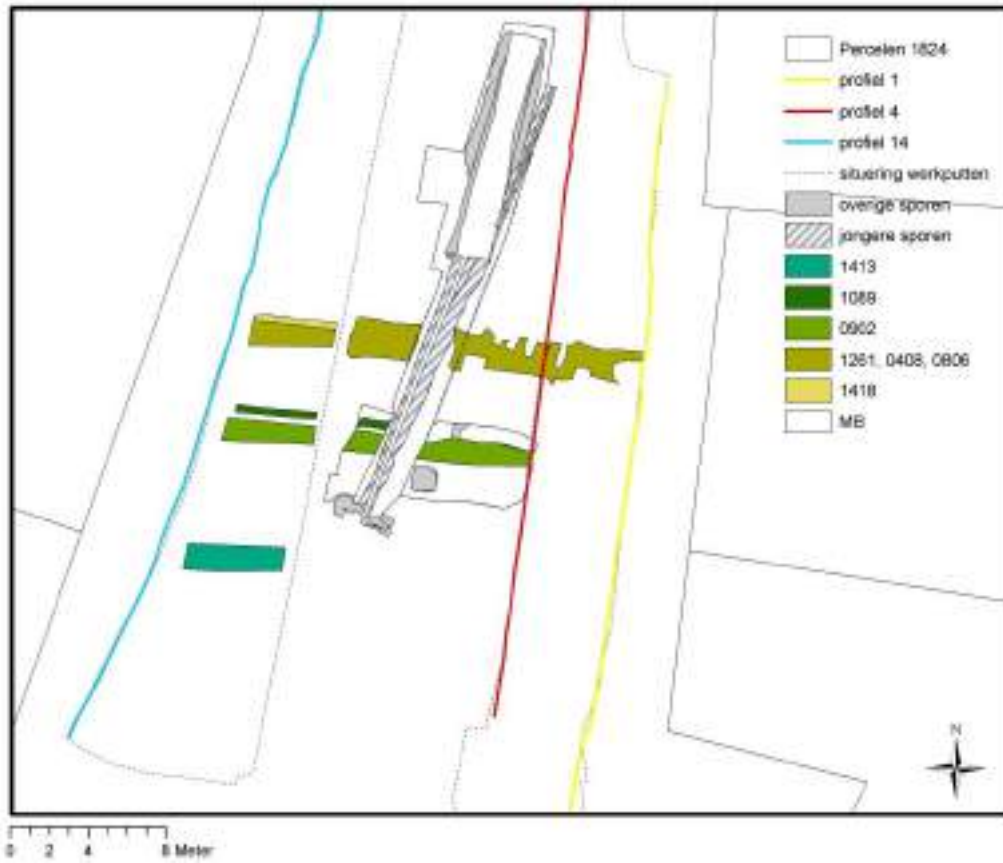 Percelen 1824
profiel 1
profiel 4
profiel 14
situering werkputten
overige sporen
jongere sporen
1413
1089
0902
1261, 0408, 0806
1418
MB
N
0 2 4 8 Meter